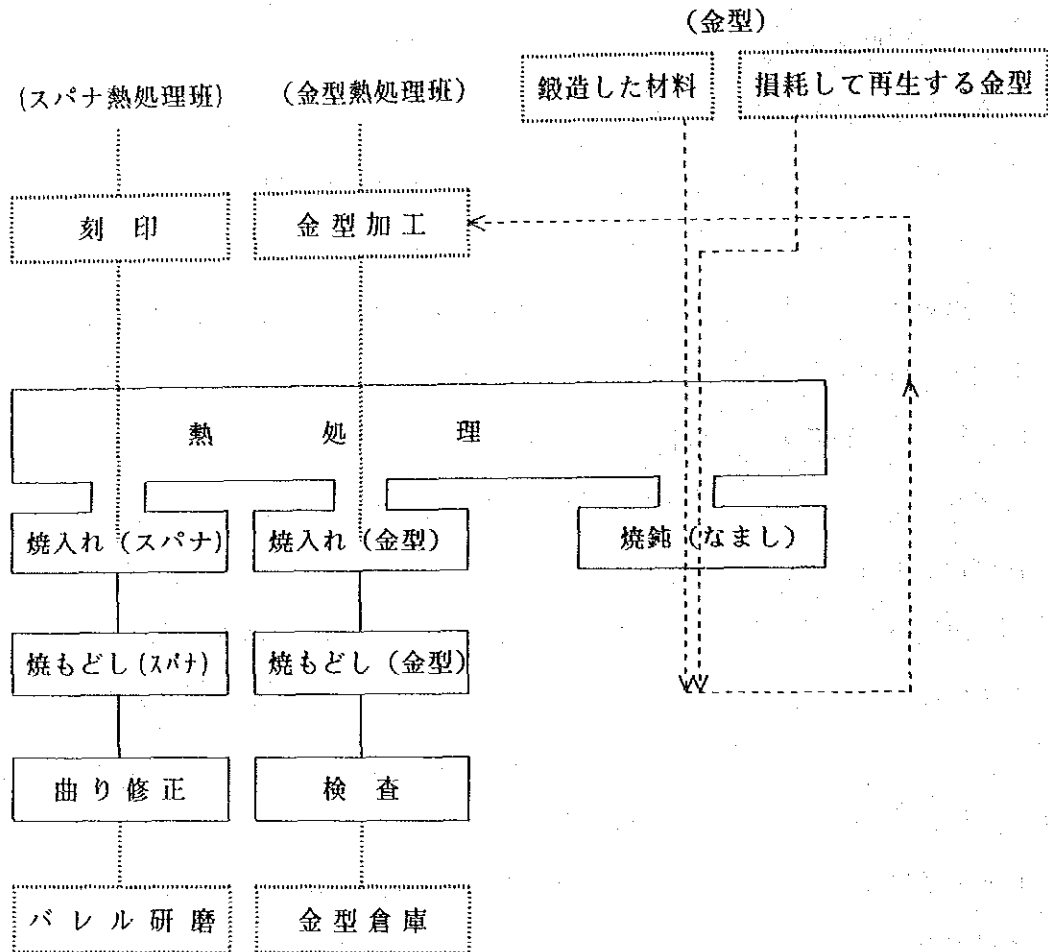 (金型)
(スパナ熱処理班) (金型熱処理班) 鍛造した材料 損耗して再生する金型
刻印 金型加工
熱処理
焼入れ(スパナ) 焼入れ(金型) 焼鈍(なまし)
焼もどし(スパナ) 焼もどし(金型)
曲り修正 検査
バレル研磨 金型倉庫